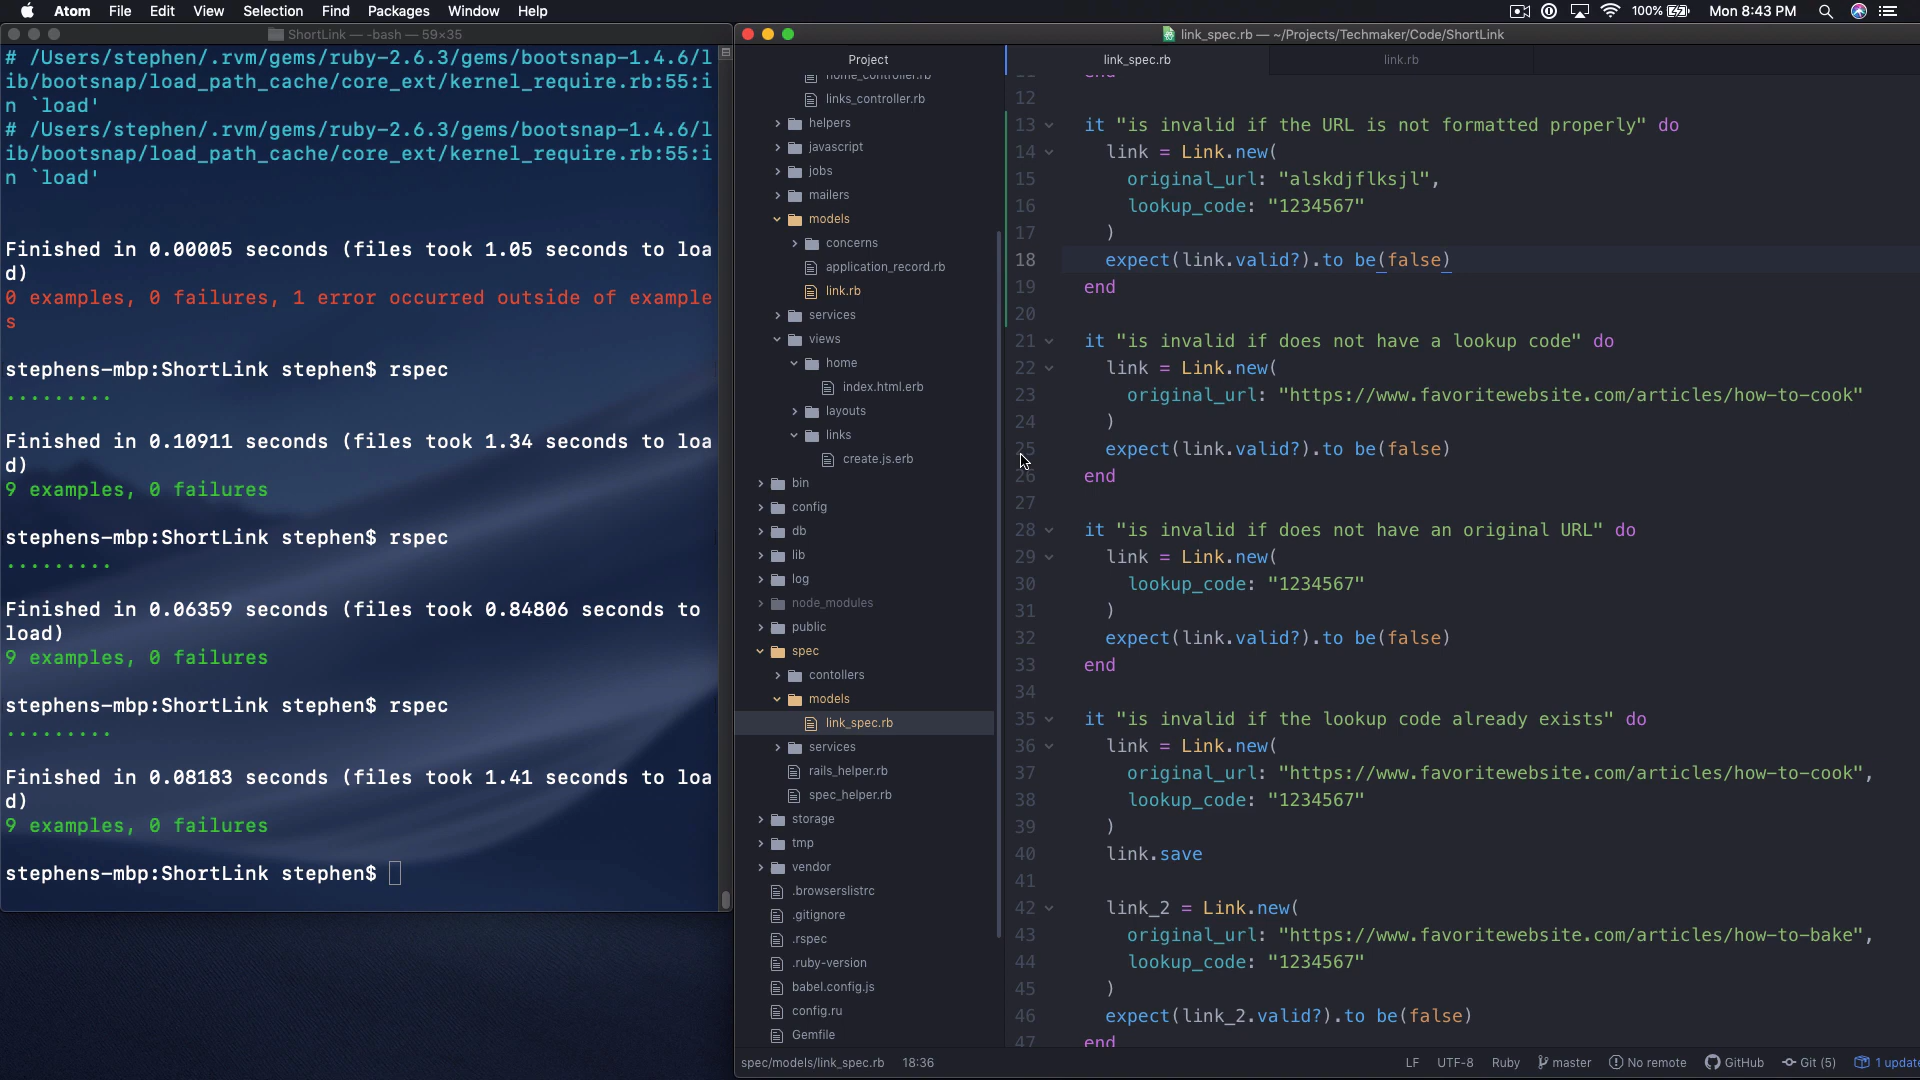 Atom File Edit View Selection Find Packages Window Help
100% Mon 8:43 PM
ShortLink — -bash — 59×35
# /Users/stephen/.rvm/gems/ruby-2.6.3/gems/bootsnap-1.4.6/l
ib/bootsnap/load_path_cache/core_ext/kernel_require.rb:55:i
n `load'
# /Users/stephen/.rvm/gems/ruby-2.6.3/gems/bootsnap-1.4.6/l
ib/bootsnap/load_path_cache/core_ext/kernel_require.rb:55:i
n `load'
Finished in 0.00005 seconds (files took 1.05 seconds to loa
d)
0 examples, 0 failures, 1 error occurred outside of example
s
stephens-mbp:ShortLink stephen$ rspec
.........
Finished in 0.10911 seconds (files took 1.34 seconds to loa
d)
9 examples, 0 failures
stephens-mbp:ShortLink stephen$ rspec
.........
Finished in 0.06359 seconds (files took 0.84806 seconds to
load)
9 examples, 0 failures
stephens-mbp:ShortLink stephen$ rspec
.........
Finished in 0.08183 seconds (files took 1.41 seconds to loa
d)
9 examples, 0 failures
stephens-mbp:ShortLink stephen$
link_spec.rb — ~/Projects/Techmaker/Code/ShortLink
Project
home_controller.rb
links_controller.rb
helpers
javascript
jobs
mailers
models
concerns
application_record.rb
link.rb
services
views
home
index.html.erb
layouts
links
create.js.erb
bin
config
db
lib
log
node_modules
public
spec
contollers
models
link_spec.rb
services
rails_helper.rb
spec_helper.rb
storage
tmp
vendor
.browserslistrc
.gitignore
.rspec
.ruby-version
babel.config.js
config.ru
Gemfile
link_spec.rb link.rb
11 end
12
13 it "is invalid if the URL is not formatted properly" do
14 link = Link.new(
15 original_url: "alskdjflksjl",
16 lookup_code: "1234567"
17 )
18 expect(link.valid?).to be(false)
19 end
20
21 it "is invalid if does not have a lookup code" do
22 link = Link.new(
23 original_url: "https://www.favoritewebsite.com/articles/how-to-cook"
24 )
25 expect(link.valid?).to be(false)
26 end
27
28 it "is invalid if does not have an original URL" do
29 link = Link.new(
30 lookup_code: "1234567"
31 )
32 expect(link.valid?).to be(false)
33 end
34
35 it "is invalid if the lookup code already exists" do
36 link = Link.new(
37 original_url: "https://www.favoritewebsite.com/articles/how-to-cook",
38 lookup_code: "1234567"
39 )
40 link.save
41
42 link_2 = Link.new(
43 original_url: "https://www.favoritewebsite.com/articles/how-to-bake",
44 lookup_code: "1234567"
45 )
46 expect(link_2.valid?).to be(false)
47 end
spec/models/link_spec.rb 18:36
LF UTF-8 Ruby master No remote GitHub Git (5) 1 update